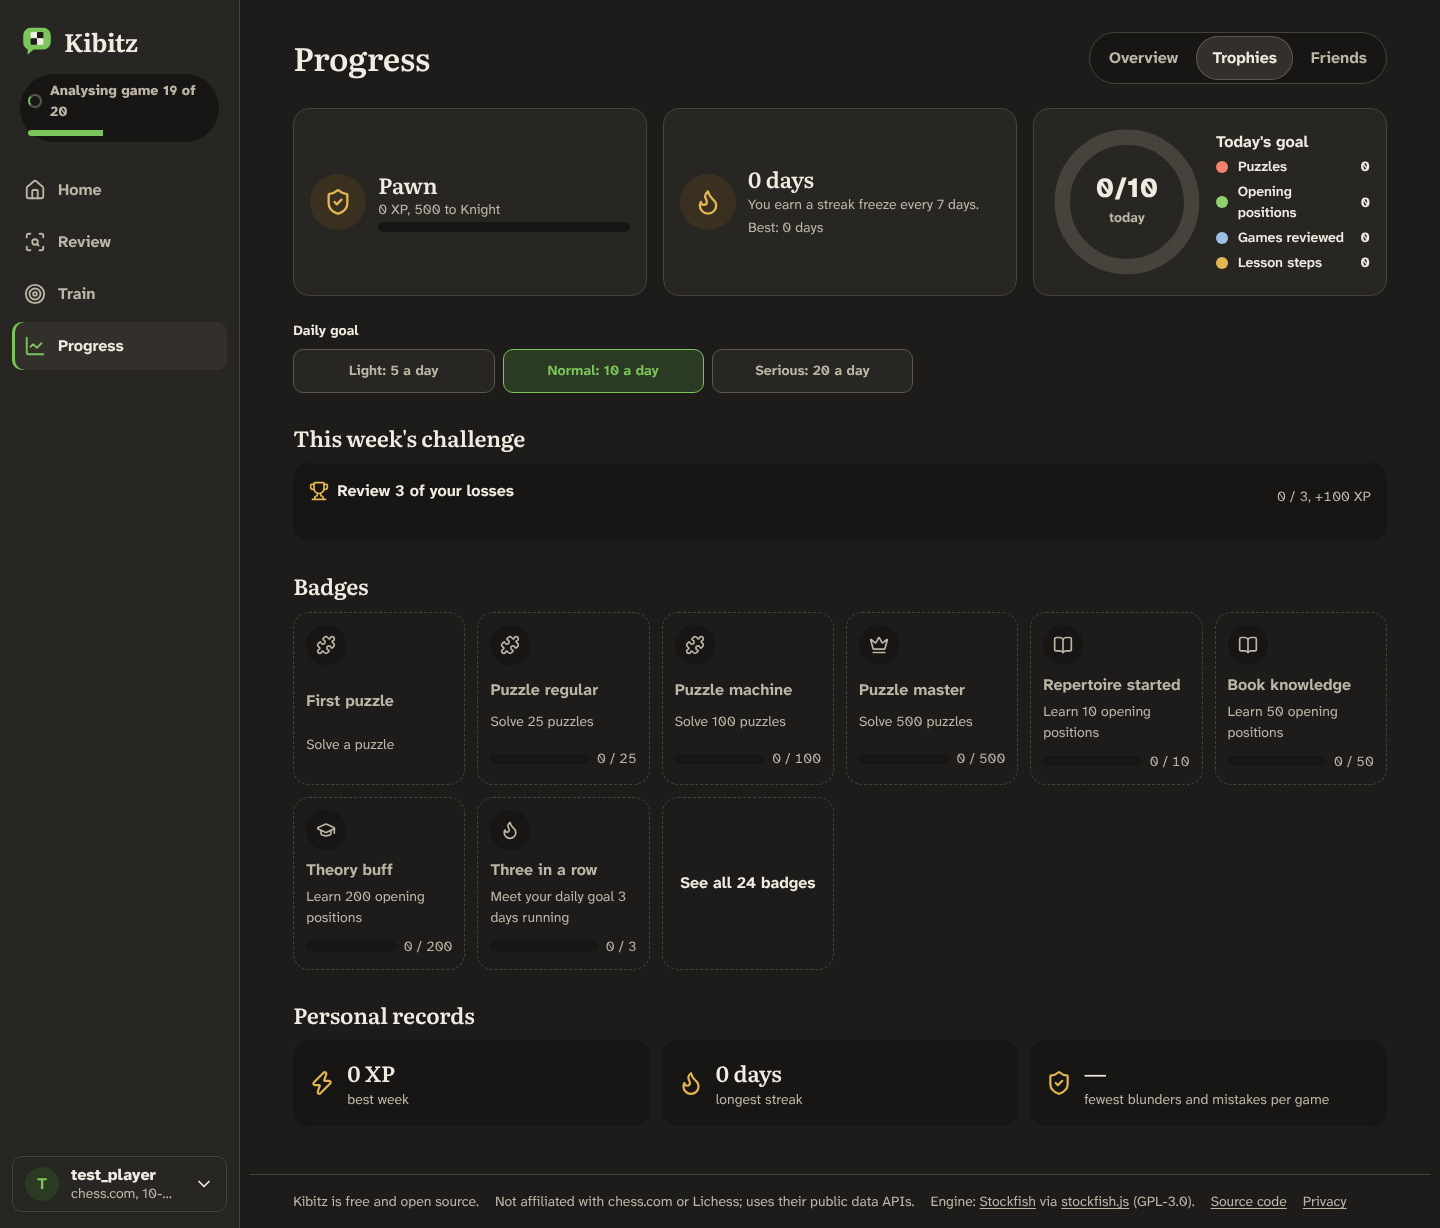 Kibitz
Analysing game 19 of
20
Home
Review
Train
Progress
test_player
chess.com, 10-...
Progress
Overview
Trophies
Friends
Pawn
0 XP, 500 to Knight
0 days
You earn a streak freeze every 7 days.
Best: 0 days
0/10
today
Today's goal
Puzzles 0
Opening
positions 0
Games reviewed 0
Lesson steps 0
Daily goal
Light: 5 a day
Normal: 10 a day
Serious: 20 a day
This week's challenge
Review 3 of your losses
0 / 3, +100 XP
Badges
First puzzle
Solve a puzzle
Puzzle regular
Solve 25 puzzles
0 / 25
Puzzle machine
Solve 100 puzzles
0 / 100
Puzzle master
Solve 500 puzzles
0 / 500
Repertoire started
Learn 10 opening
positions
0 / 10
Book knowledge
Learn 50 opening
positions
0 / 50
Theory buff
Learn 200 opening
positions
0 / 200
Three in a row
Meet your daily goal 3
days running
0 / 3
See all 24 badges
Personal records
0 XP
best week
0 days
longest streak
—
fewest blunders and mistakes per game
Kibitz is free and open source. Not affiliated with chess.com or Lichess; uses their public data APIs. Engine: Stockfish via stockfish.js (GPL-3.0). Source code Privacy
T